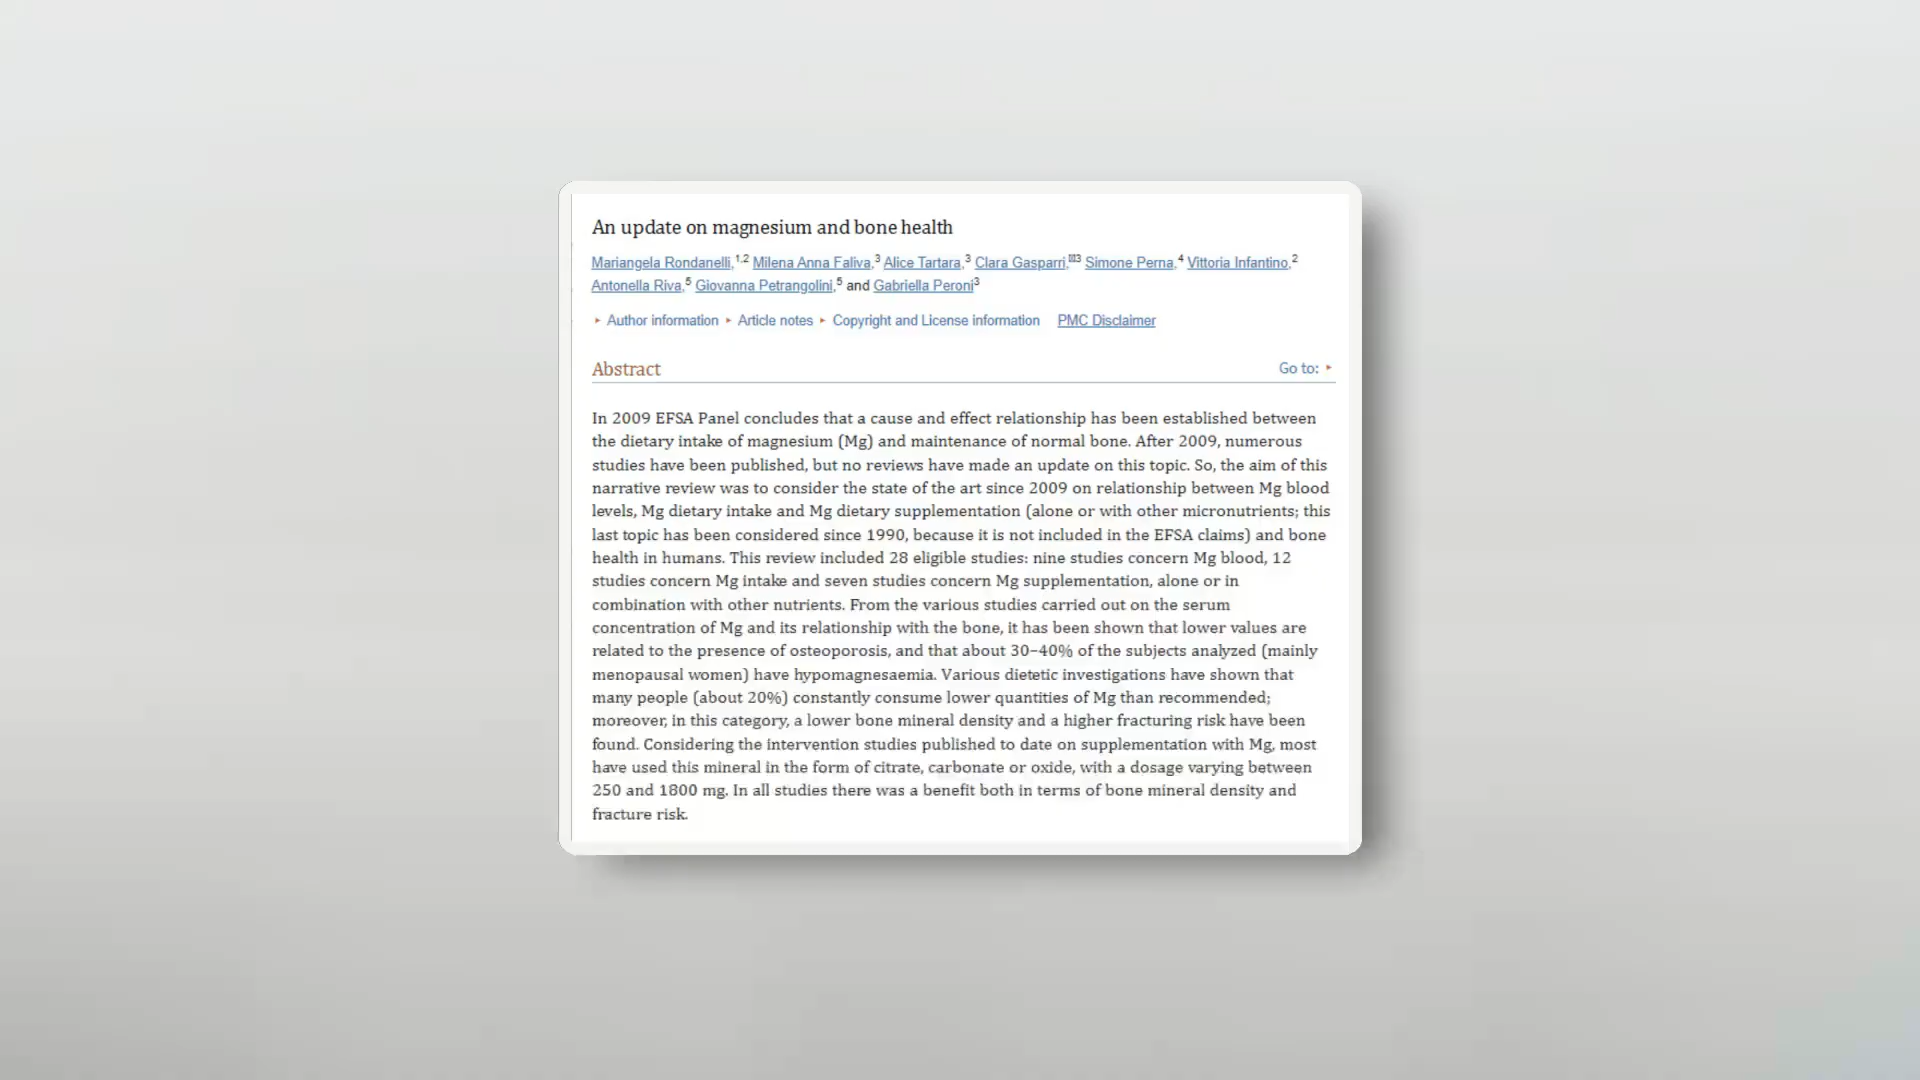 An update on magnesium and bone health
Mariangela Rondanelli,1,2 Milena Anna Faliva,3 Alice Tartara,3 Clara Gasparri,✉3 Simone Perna,4 Vittoria Infantino,2
Antonella Riva,5 Giovanna Petrangolini,5 and Gabriella Peroni3
▸ Author information ▸ Article notes ▸ Copyright and License information PMC Disclaimer
Abstract Go to: ▸
In 2009 EFSA Panel concludes that a cause and effect relationship has been established between
the dietary intake of magnesium (Mg) and maintenance of normal bone. After 2009, numerous
studies have been published, but no reviews have made an update on this topic. So, the aim of this
narrative review was to consider the state of the art since 2009 on relationship between Mg blood
levels, Mg dietary intake and Mg dietary supplementation (alone or with other micronutrients; this
last topic has been considered since 1990, because it is not included in the EFSA claims) and bone
health in humans. This review included 28 eligible studies: nine studies concern Mg blood, 12
studies concern Mg intake and seven studies concern Mg supplementation, alone or in
combination with other nutrients. From the various studies carried out on the serum
concentration of Mg and its relationship with the bone, it has been shown that lower values are
related to the presence of osteoporosis, and that about 30–40% of the subjects analyzed (mainly
menopausal women) have hypomagnesaemia. Various dietetic investigations have shown that
many people (about 20%) constantly consume lower quantities of Mg than recommended;
moreover, in this category, a lower bone mineral density and a higher fracturing risk have been
found. Considering the intervention studies published to date on supplementation with Mg, most
have used this mineral in the form of citrate, carbonate or oxide, with a dosage varying between
250 and 1800 mg. In all studies there was a benefit both in terms of bone mineral density and
fracture risk.